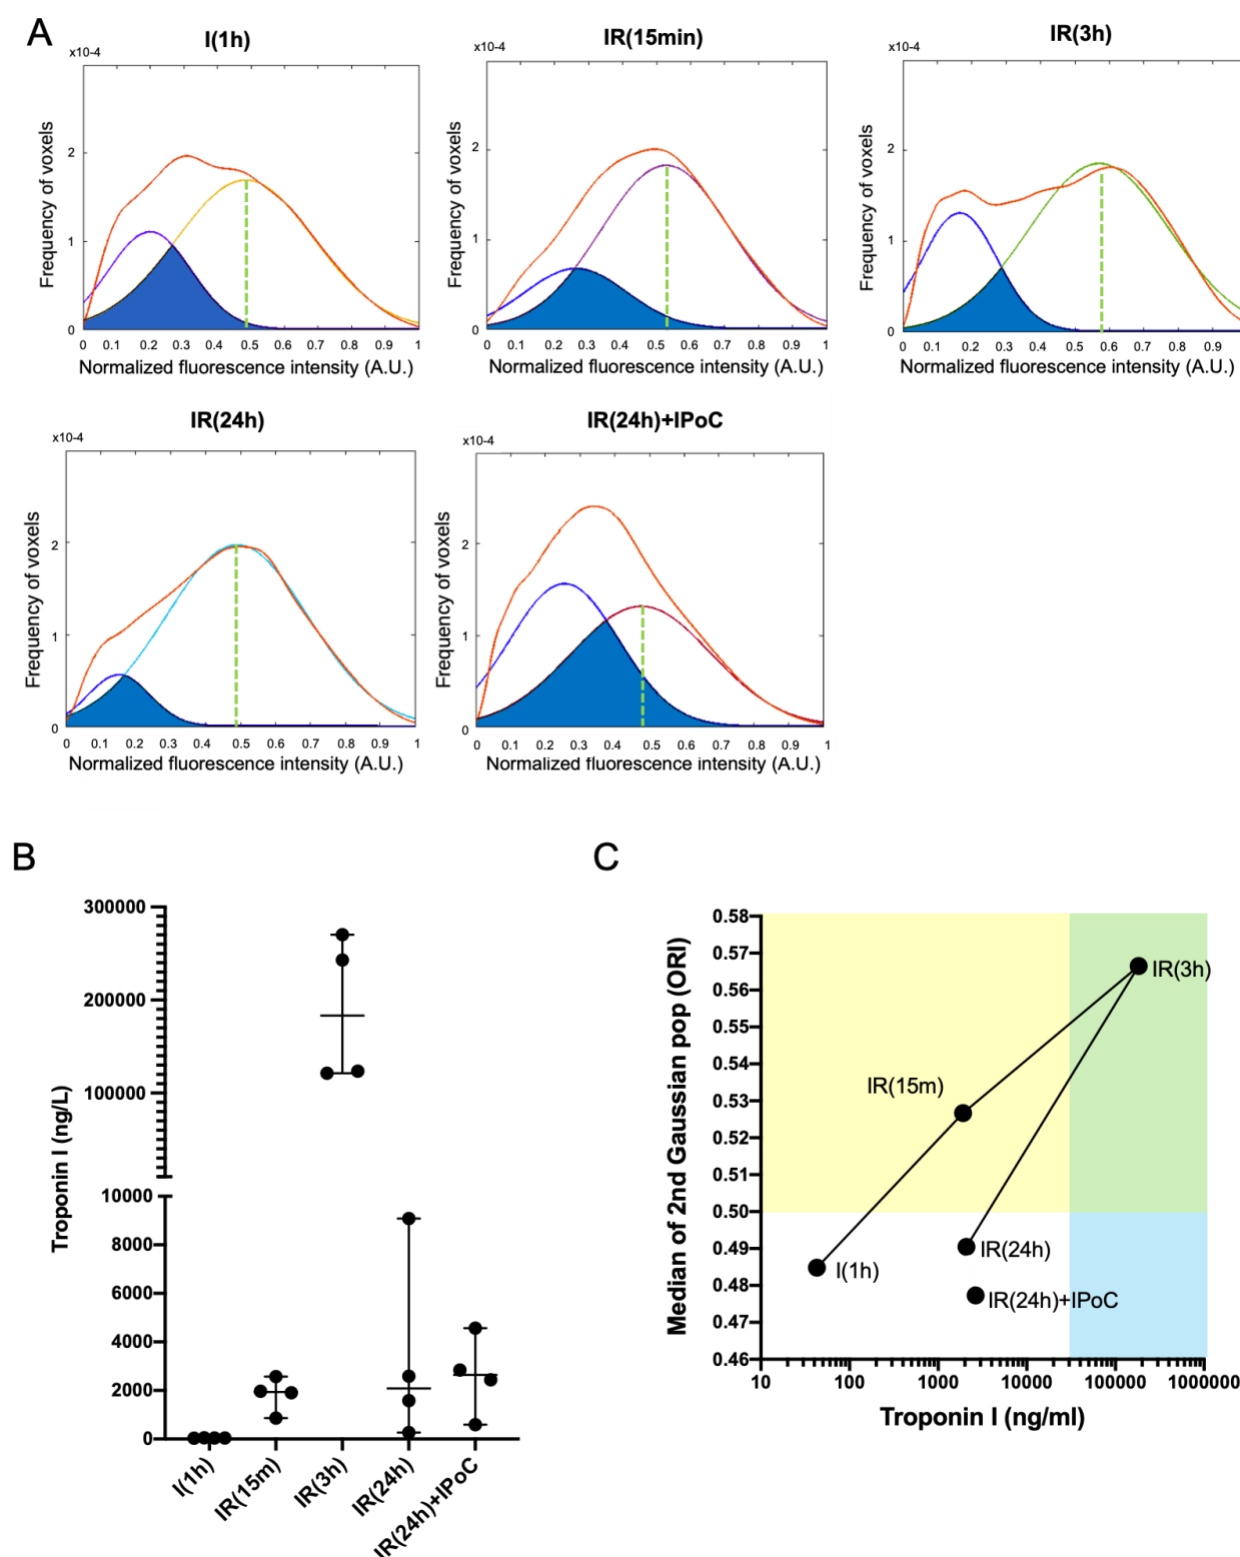 A
I(1h)
x10-4
Frequency of voxels
2
1
0
0 0.1 0.2 0.3 0.4 0.5 0.6 0.7 0.8 0.9 1
Normalized fluorescence intensity (A.U.)
IR(15min)
x10-4
Frequency of voxels
2
1
0
0 0.1 0.2 0.3 0.4 0.5 0.6 0.7 0.8 0.9 1
Normalized fluorescence intensity (A.U.)
IR(3h)
x10-4
Frequency of voxels
2
1
0
0 0.1 0.2 0.3 0.4 0.5 0.6 0.7 0.8 0.9
Normalized fluorescence intensity (A.U.)
IR(24h)
x10-4
Frequency of voxels
2
1
0
0 0.1 0.2 0.3 0.4 0.5 0.6 0.7 0.8 0.9 1
Normalized fluorescence intensity (A.U.)
IR(24h)+IPoC
x10-4
Frequency of voxels
2
1
0
0 0.1 0.2 0.3 0.4 0.5 0.6 0.7 0.8 0.9 1
Normalized fluorescence intensity (A.U.)
B
Troponin I (ng/L)
300000
200000
100000
10000
8000
6000
4000
2000
0
I(1h)
IR(15m)
IR(3h)
IR(24h)
IR(24h)+IPoC
C
Median of 2nd Gaussian pop (ORI)
0.58
0.57
0.56
0.55
0.54
0.53
0.52
0.51
0.50
0.49
0.48
0.47
0.46
IR(3h)
IR(15m)
IR(24h)
I(1h)
IR(24h)+IPoC
10 100 1000 10000 100000 1000000
Troponin I (ng/ml)